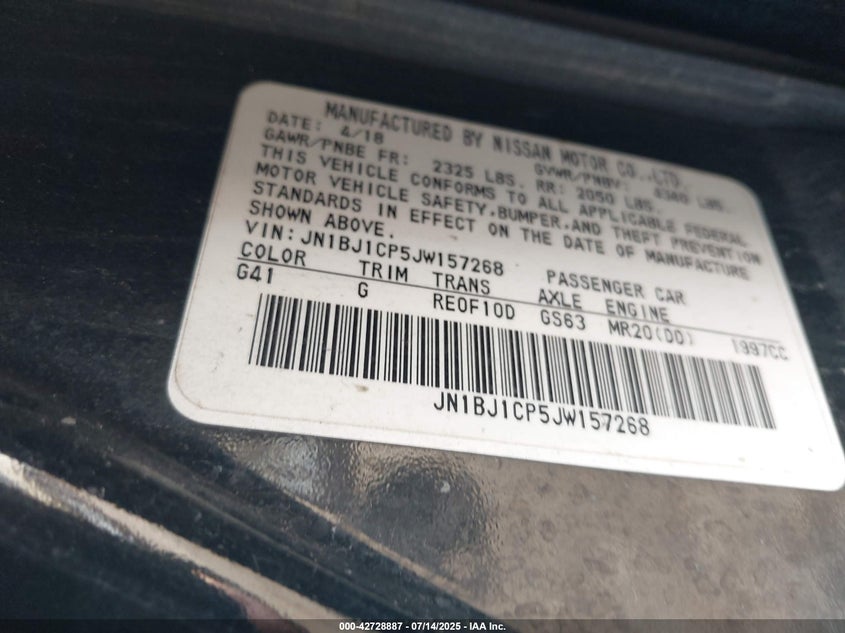 MANUFACTURED BY NISSAN MOTOR CO.,LTD.
DATE: 4/18 GVWR/PNBV: 4380 LBS.
GAWR/PNBE FR: 2325 LBS. RR: 2050 LBS.
THIS VEHICLE CONFORMS TO ALL APPLICABLE FEDERAL
MOTOR VEHICLE SAFETY,BUMPER,AND THEFT PREVENTION
STANDARDS IN EFFECT ON THE DATE OF MANUFACTURE
SHOWN ABOVE.
VIN: JN1BJ1CP5JW157268 PASSENGER CAR
COLOR TRIM TRANS AXLE ENGINE
G41 G RE0F10D GS63 MR20(DD) 1997CC
JN1BJ1CP5JW157268
000-42728887 - 07/14/2025 - IAA Inc.